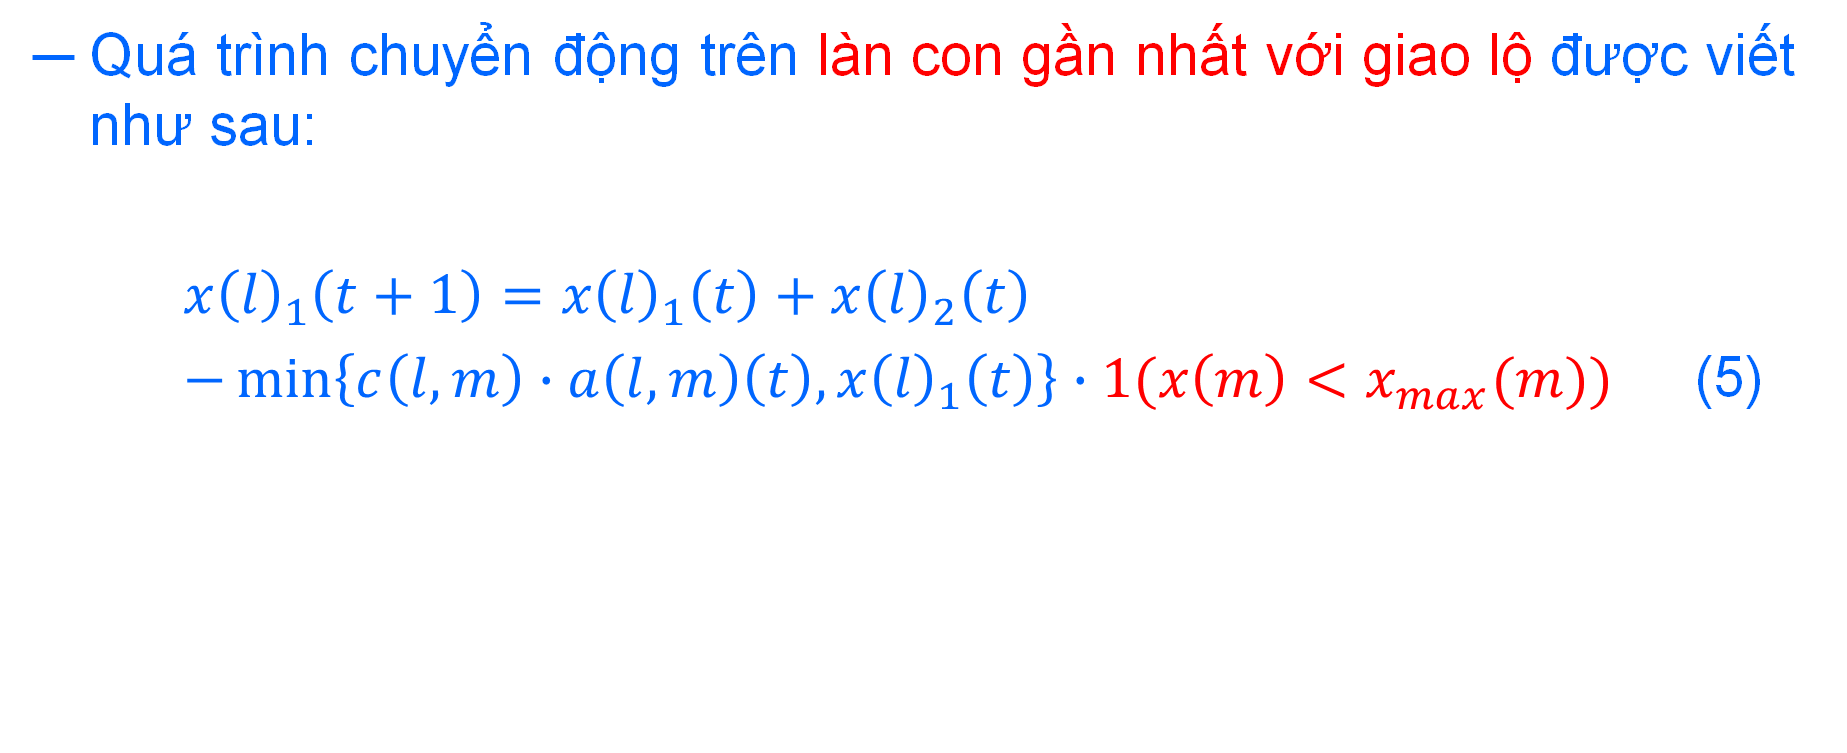 — Quá trình chuyển động trên làn con gần nhất với giao lộ được viết
như sau:
x(l)₁(t + 1) = x(l)₁(t) + x(l)₂(t)
− min{c(l, m) · a(l, m)(t), x(l)₁(t)} · 1(x(m) < xₘₐₓ(m)) (5)